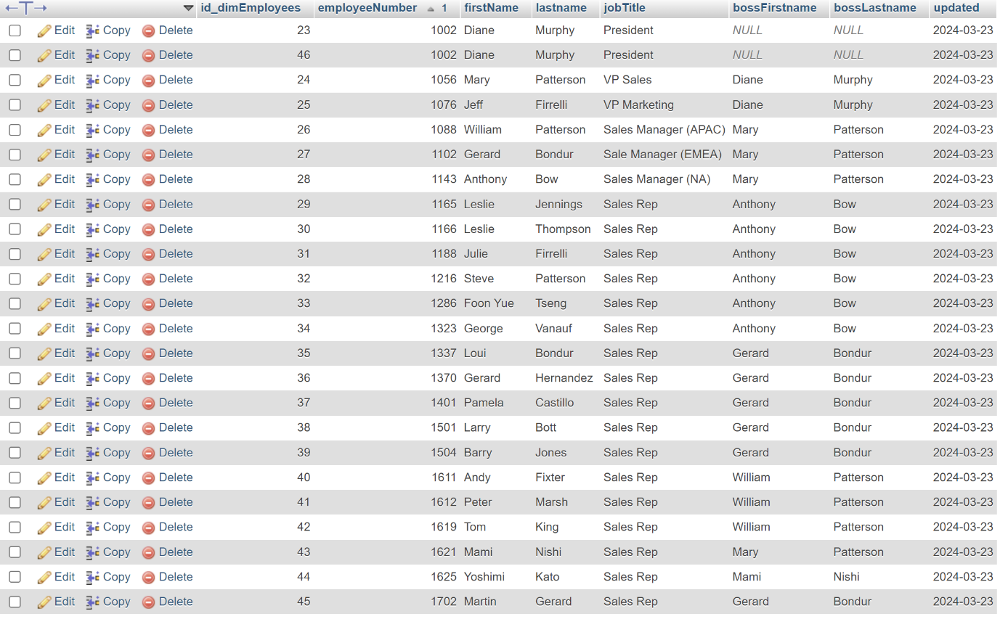 id_dimEmployees employeeNumber 1 firstName lastname jobTitle bossFirstname bossLastname updated
Edit Copy Delete 23 1002 Diane Murphy President NULL NULL 2024-03-23
Edit Copy Delete 46 1002 Diane Murphy President NULL NULL 2024-03-23
Edit Copy Delete 24 1056 Mary Patterson VP Sales Diane Murphy 2024-03-23
Edit Copy Delete 25 1076 Jeff Firrelli VP Marketing Diane Murphy 2024-03-23
Edit Copy Delete 26 1088 William Patterson Sales Manager (APAC) Mary Patterson 2024-03-23
Edit Copy Delete 27 1102 Gerard Bondur Sale Manager (EMEA) Mary Patterson 2024-03-23
Edit Copy Delete 28 1143 Anthony Bow Sales Manager (NA) Mary Patterson 2024-03-23
Edit Copy Delete 29 1165 Leslie Jennings Sales Rep Anthony Bow 2024-03-23
Edit Copy Delete 30 1166 Leslie Thompson Sales Rep Anthony Bow 2024-03-23
Edit Copy Delete 31 1188 Julie Firrelli Sales Rep Anthony Bow 2024-03-23
Edit Copy Delete 32 1216 Steve Patterson Sales Rep Anthony Bow 2024-03-23
Edit Copy Delete 33 1286 Foon Yue Tseng Sales Rep Anthony Bow 2024-03-23
Edit Copy Delete 34 1323 George Vanauf Sales Rep Anthony Bow 2024-03-23
Edit Copy Delete 35 1337 Loui Bondur Sales Rep Gerard Bondur 2024-03-23
Edit Copy Delete 36 1370 Gerard Hernandez Sales Rep Gerard Bondur 2024-03-23
Edit Copy Delete 37 1401 Pamela Castillo Sales Rep Gerard Bondur 2024-03-23
Edit Copy Delete 38 1501 Larry Bott Sales Rep Gerard Bondur 2024-03-23
Edit Copy Delete 39 1504 Barry Jones Sales Rep Gerard Bondur 2024-03-23
Edit Copy Delete 40 1611 Andy Fixter Sales Rep William Patterson 2024-03-23
Edit Copy Delete 41 1612 Peter Marsh Sales Rep William Patterson 2024-03-23
Edit Copy Delete 42 1619 Tom King Sales Rep William Patterson 2024-03-23
Edit Copy Delete 43 1621 Mami Nishi Sales Rep Mary Patterson 2024-03-23
Edit Copy Delete 44 1625 Yoshimi Kato Sales Rep Mami Nishi 2024-03-23
Edit Copy Delete 45 1702 Martin Gerard Sales Rep Gerard Bondur 2024-03-23